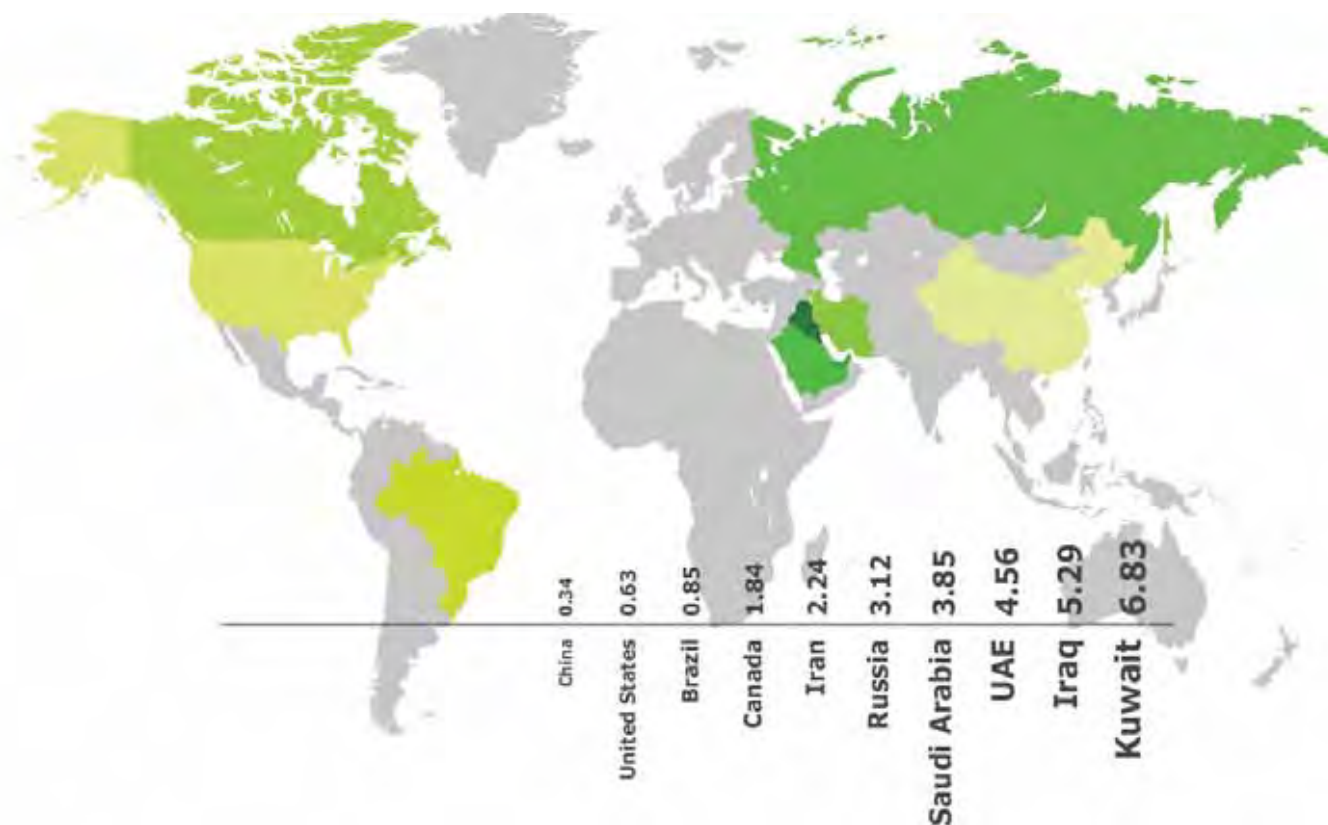 China 0.34
United States 0.63
Brazil 0.85
Canada 1.84
Iran 2.24
Russia 3.12
Saudi Arabia 3.85
UAE 4.56
Iraq 5.29
Kuwait 6.83